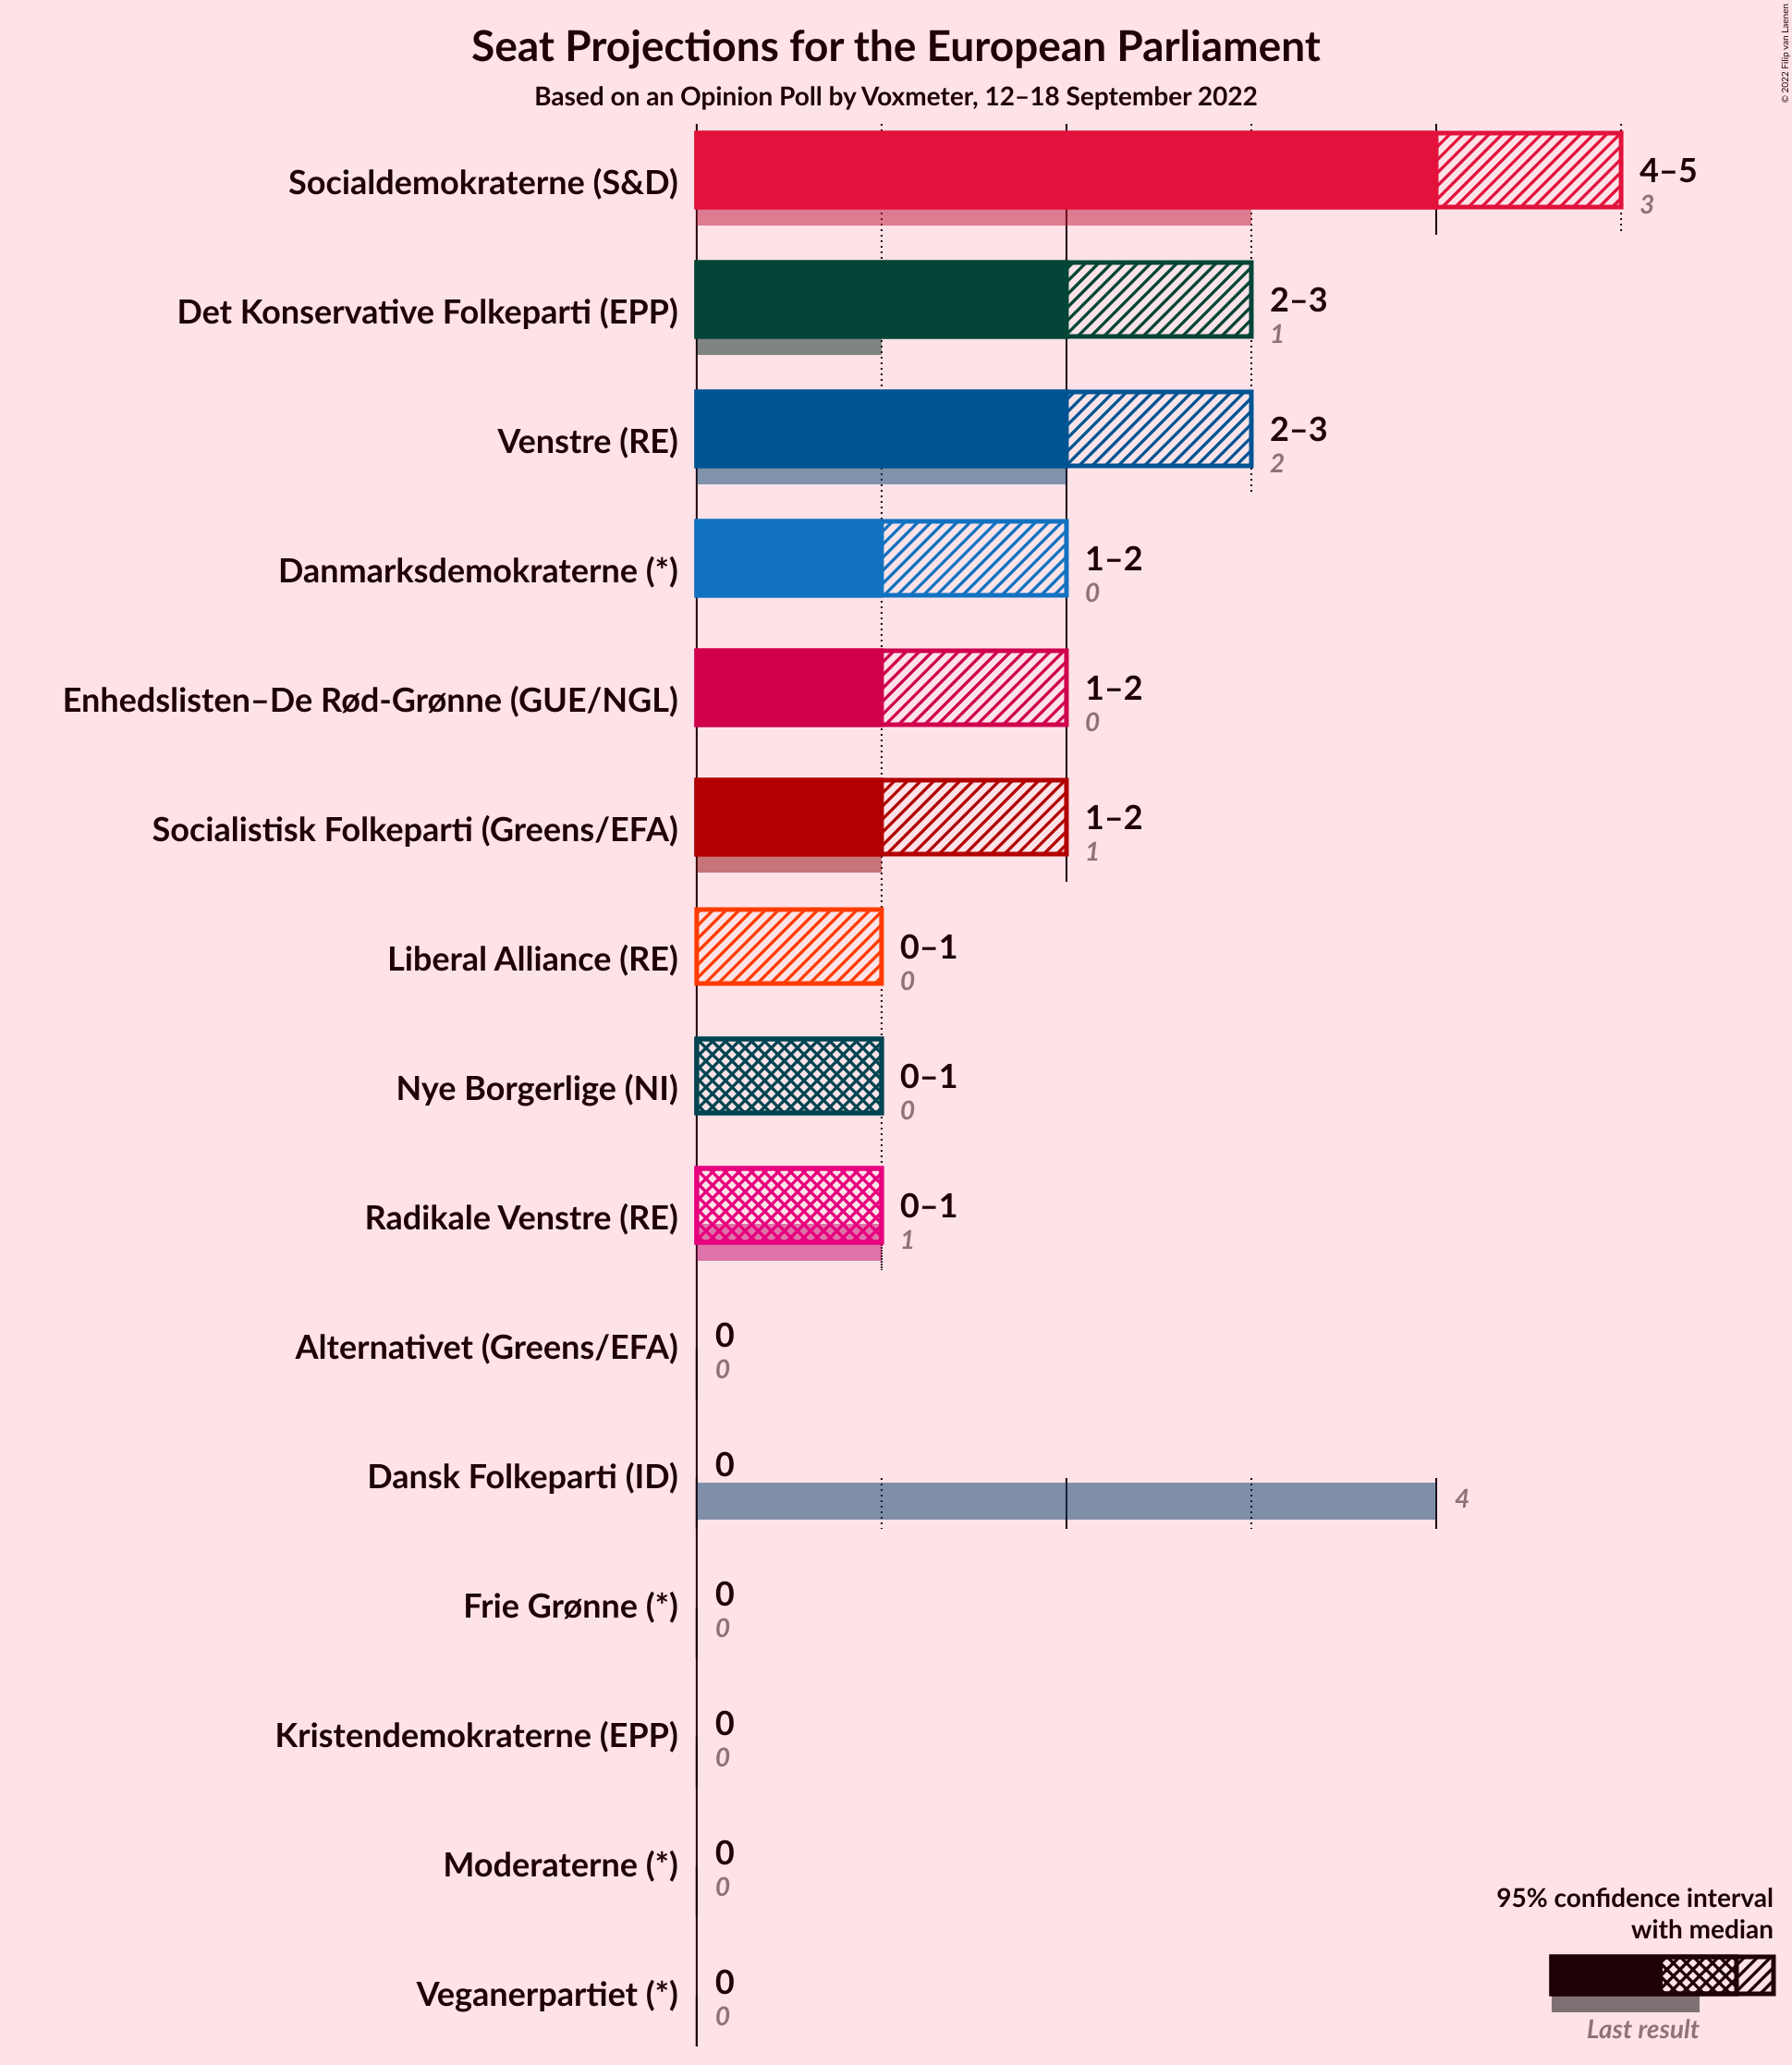 © 2022 Filip van Laenen
Seat Projections for the European Parliament
Based on an Opinion Poll by Voxmeter, 12–18 September 2022
Socialdemokraterne (S&D)
4–5
3
Det Konservative Folkeparti (EPP)
2–3
1
Venstre (RE)
2–3
2
Danmarksdemokraterne (*)
1–2
0
Enhedslisten–De Rød-Grønne (GUE/NGL)
1–2
0
Socialistisk Folkeparti (Greens/EFA)
1–2
1
Liberal Alliance (RE)
0–1
0
Nye Borgerlige (NI)
0–1
0
Radikale Venstre (RE)
0–1
1
Alternativet (Greens/EFA)
0
0
Dansk Folkeparti (ID)
0
4
Frie Grønne (*)
0
0
Kristendemokraterne (EPP)
0
0
Moderaterne (*)
0
0
Veganerpartiet (*)
0
0
95% confidence interval
with median
Last result